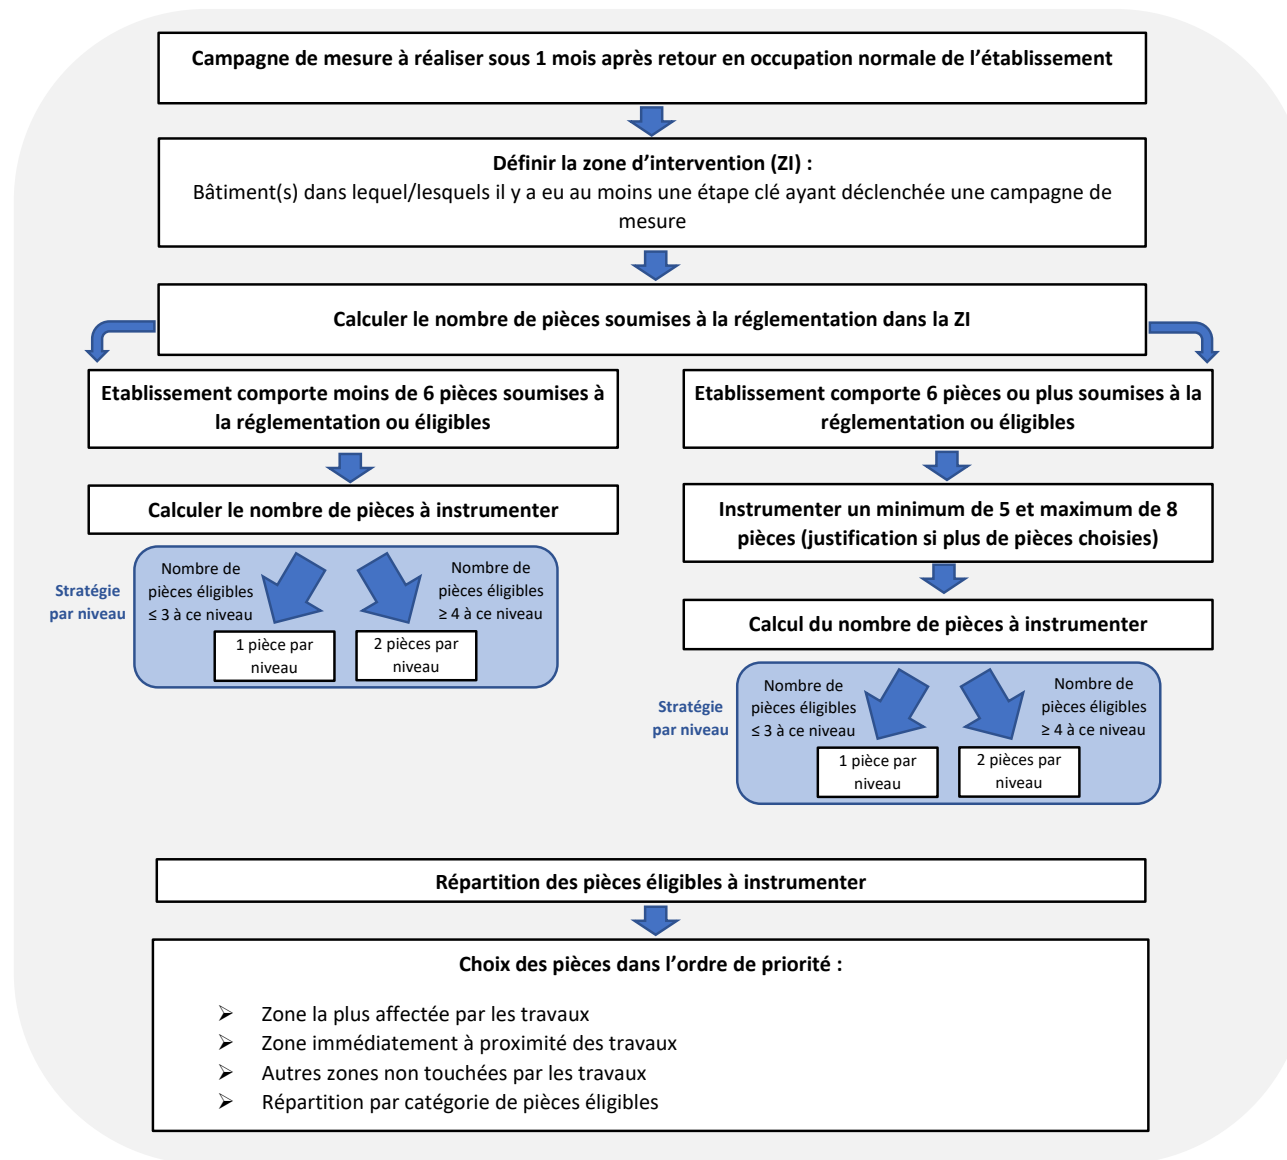 Campagne de mesure à réaliser sous 1 mois après retour en occupation normale de l’établissement
Définir la zone d’intervention (ZI) :
Bâtiment(s) dans lequel/lesquels il y a eu au moins une étape clé ayant déclenchée une campagne de
mesure
Calculer le nombre de pièces soumises à la réglementation dans la ZI
Etablissement comporte moins de 6 pièces soumises à
la réglementation ou éligibles
Calculer le nombre de pièces à instrumenter
Stratégie
par niveau
Nombre de
pièces éligibles
≤ 3 à ce niveau
Nombre de
pièces éligibles
≥ 4 à ce niveau
1 pièce par
niveau
2 pièces par
niveau
Etablissement comporte 6 pièces ou plus soumises à la
réglementation ou éligibles
Instrumenter un minimum de 5 et maximum de 8
pièces (justification si plus de pièces choisies)
Calcul du nombre de pièces à instrumenter
Stratégie
par niveau
Nombre de
pièces éligibles
≤ 3 à ce niveau
Nombre de
pièces éligibles
≥ 4 à ce niveau
1 pièce par
niveau
2 pièces par
niveau
Répartition des pièces éligibles à instrumenter
Choix des pièces dans l’ordre de priorité :
➢ Zone la plus affectée par les travaux
➢ Zone immédiatement à proximité des travaux
➢ Autres zones non touchées par les travaux
➢ Répartition par catégorie de pièces éligibles